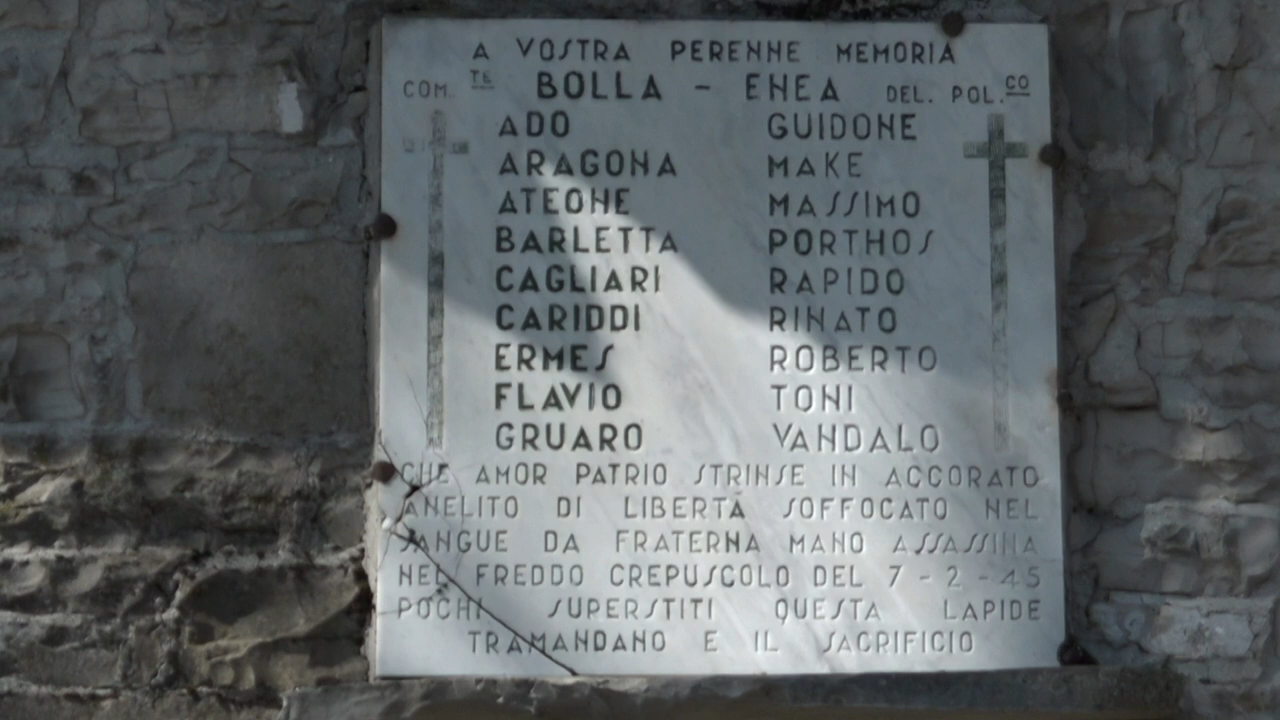 A VOSTRA PERENNE MEMORIA
COM.TE BOLLA - ENEA DEL. POL.CO
ADO GUIDONE
ARAGONA MAKE
ATEONE MASSIMO
BARLETTA PORTHOS
CAGLIARI RAPIDO
CARIDDI RINATO
ERMES ROBERTO
FLAVIO TONI
GRUARO VANDALO
CHE AMOR PATRIO STRINSE IN ACCORATO
ANELITO DI LIBERTÀ SOFFOCATO NEL
SANGUE DA FRATERNA MANO ASSASSINA
NEL FREDDO CREPUSCOLO DEL 7-2-45
POCHI SUPERSTITI QUESTA LAPIDE
TRAMANDANO E IL SACRIFICIO